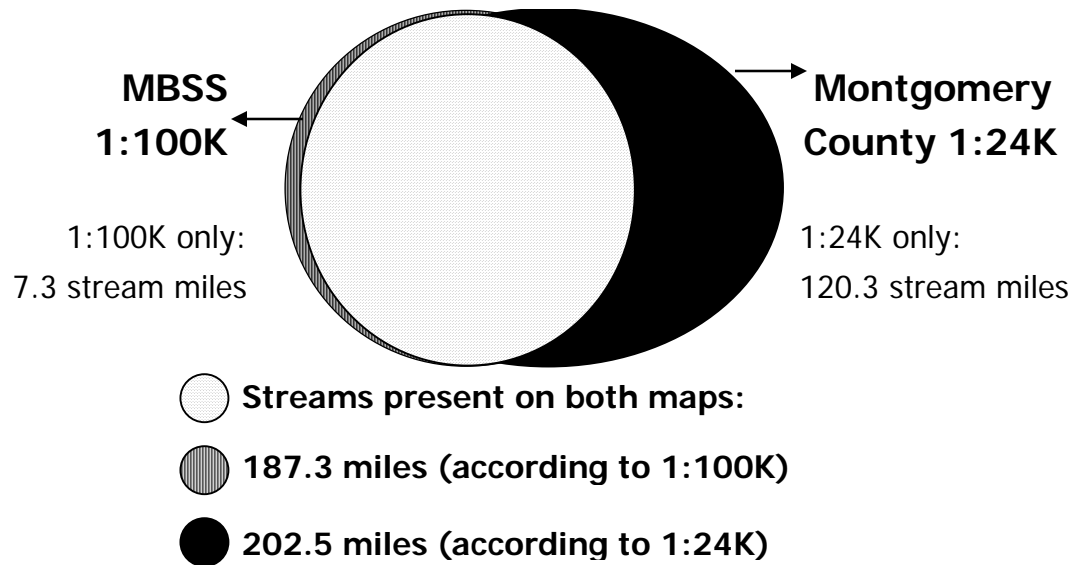 MBSS
1:100K
Montgomery
County 1:24K
1:100K only:
7.3 stream miles
1:24K only:
120.3 stream miles
Streams present on both maps:
187.3 miles (according to 1:100K)
202.5 miles (according to 1:24K)